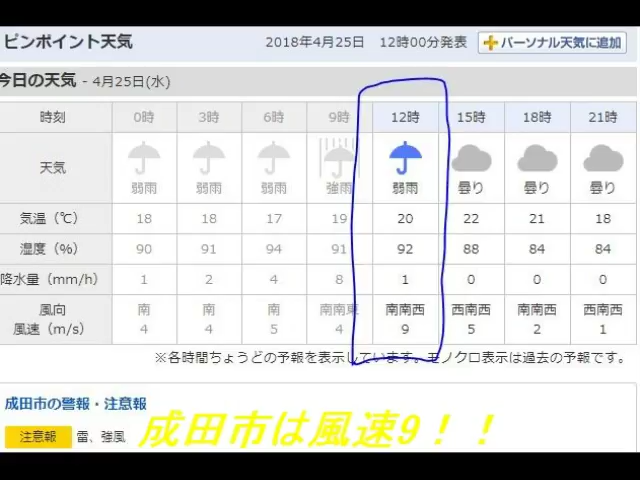 ピンポイント天気 2018年4月25日 12時00分発表 パーソナル天気に追加
今日の天気 - 4月25日(水)
時刻 0時 3時 6時 9時 12時 15時 18時 21時
天気 弱雨 弱雨 弱雨 強雨 弱雨 曇り 曇り 曇り
気温（℃） 18 18 17 19 20 22 21 18
湿度（%） 90 91 94 91 92 88 84 84
降水量（mm/h） 1 2 4 8 1 0 0 0
風向 南 南 南 南南東 南南西 西南西 南南西 西南西
風速（m/s） 4 4 5 4 9 5 2 1
※各時間ちょうどの予報を表示しています。モノクロ表示は過去の予報です。
成田市の警報・注意報
注意報 雷、強風
成田市は風速9！！